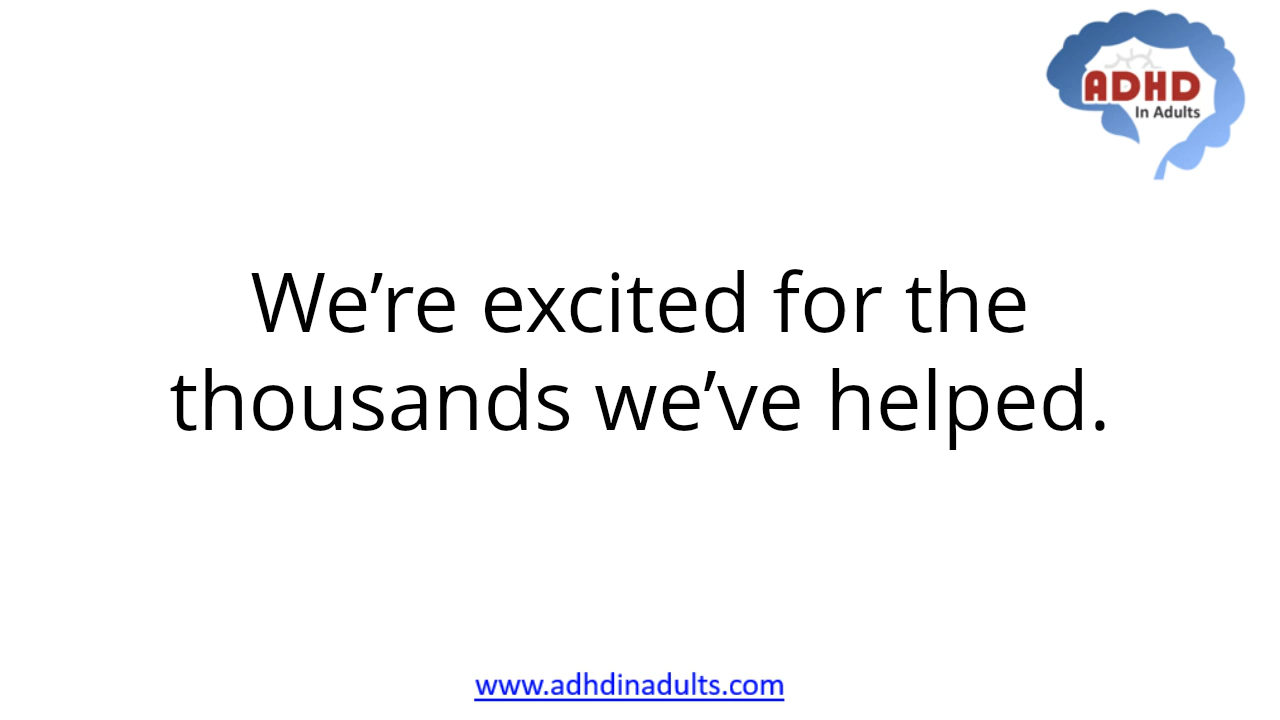 ADHD
In Adults
We’re excited for the
thousands we’ve helped.
www.adhdinadults.com